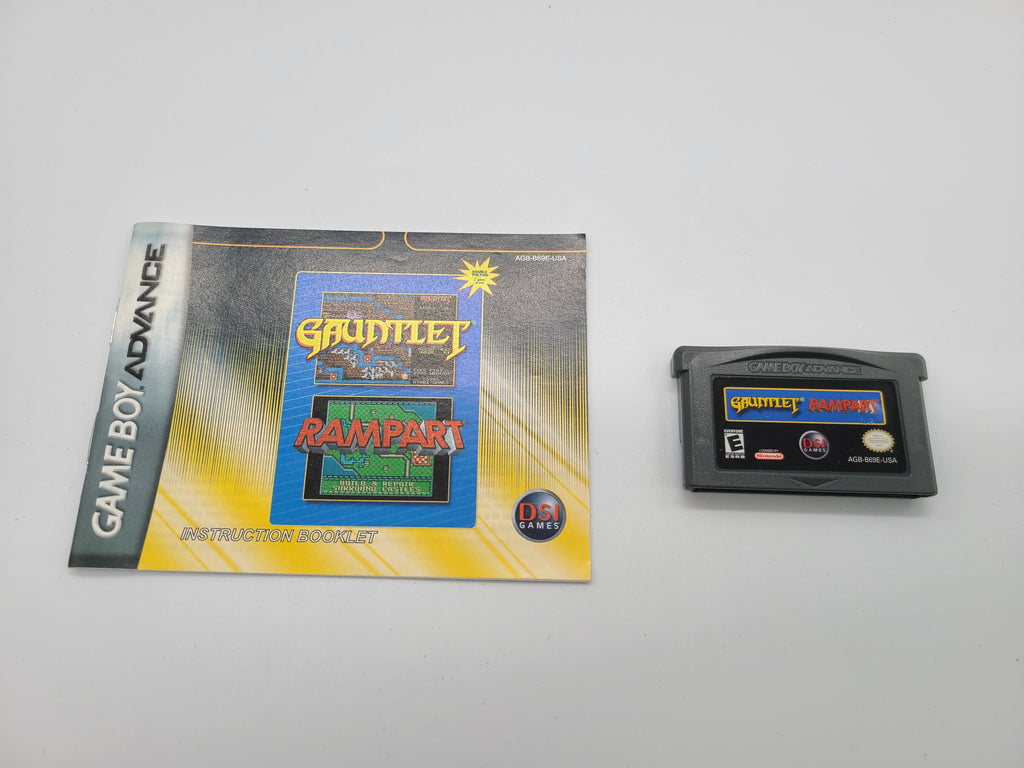 GAME BOY ADVANCE
AGB-B69E-USA
DOUBLE
THE FUN!
GAUNTLET
RAMPART
BUILD & REPAIR
SURROUND CASTLES
INSTRUCTION BOOKLET
DSI
GAMES
GAME BOY ADVANCE
GAUNTLET® RAMPART
EVERYONE
E
ESRB
LICENSED BY
Nintendo
DSI
GAMES
AGB-B69E-USA